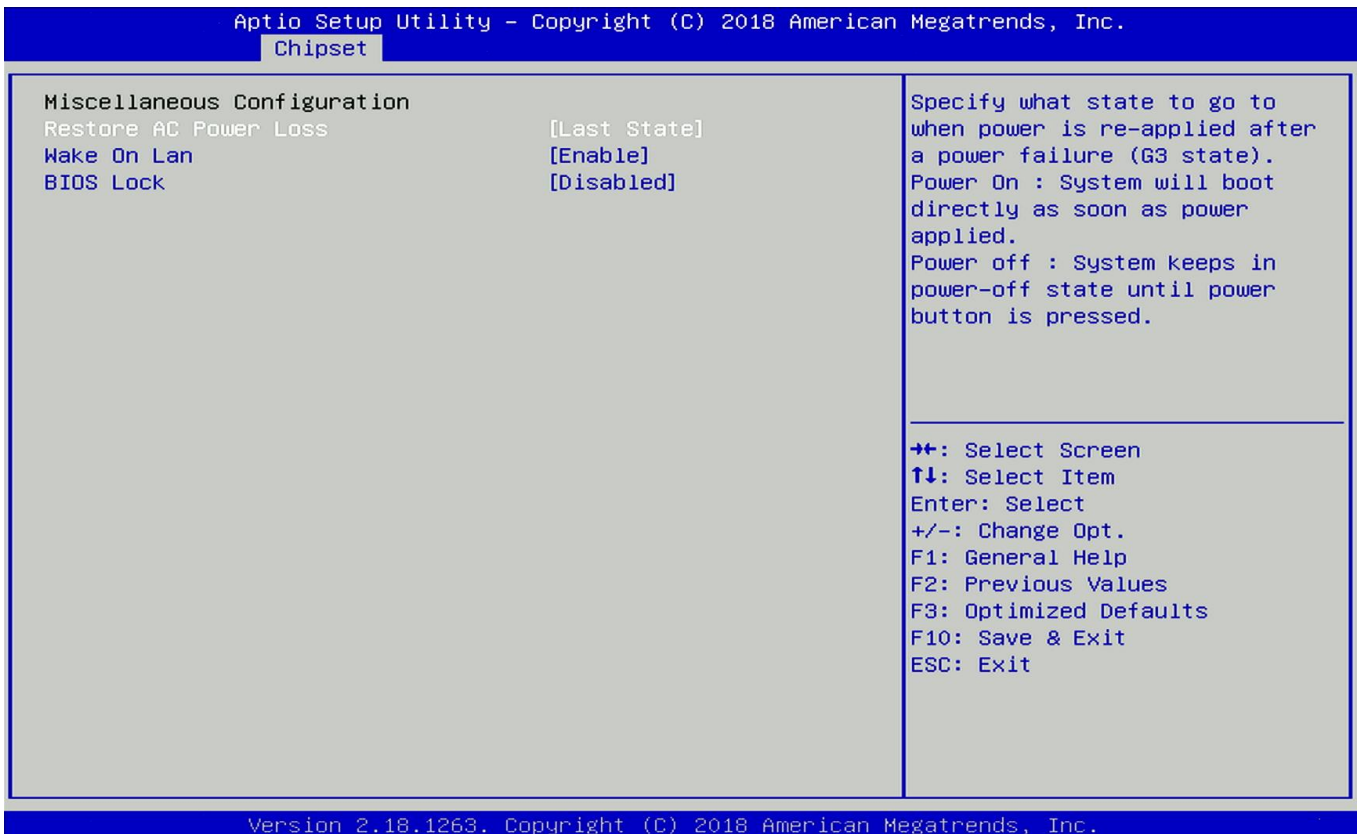 Aptio Setup Utility – Copyright (C) 2018 American Megatrends, Inc.
Chipset
Miscellaneous Configuration
Restore AC Power Loss [Last State]
Wake On Lan [Enable]
BIOS Lock [Disabled]
Specify what state to go to
when power is re-applied after
a power failure (G3 state).
Power On : System will boot
directly as soon as power
applied.
Power off : System keeps in
power-off state until power
button is pressed.
→←: Select Screen
↑↓: Select Item
Enter: Select
+/-: Change Opt.
F1: General Help
F2: Previous Values
F3: Optimized Defaults
F10: Save & Exit
ESC: Exit
Version 2.18.1263. Copyright (C) 2018 American Megatrends, Inc.